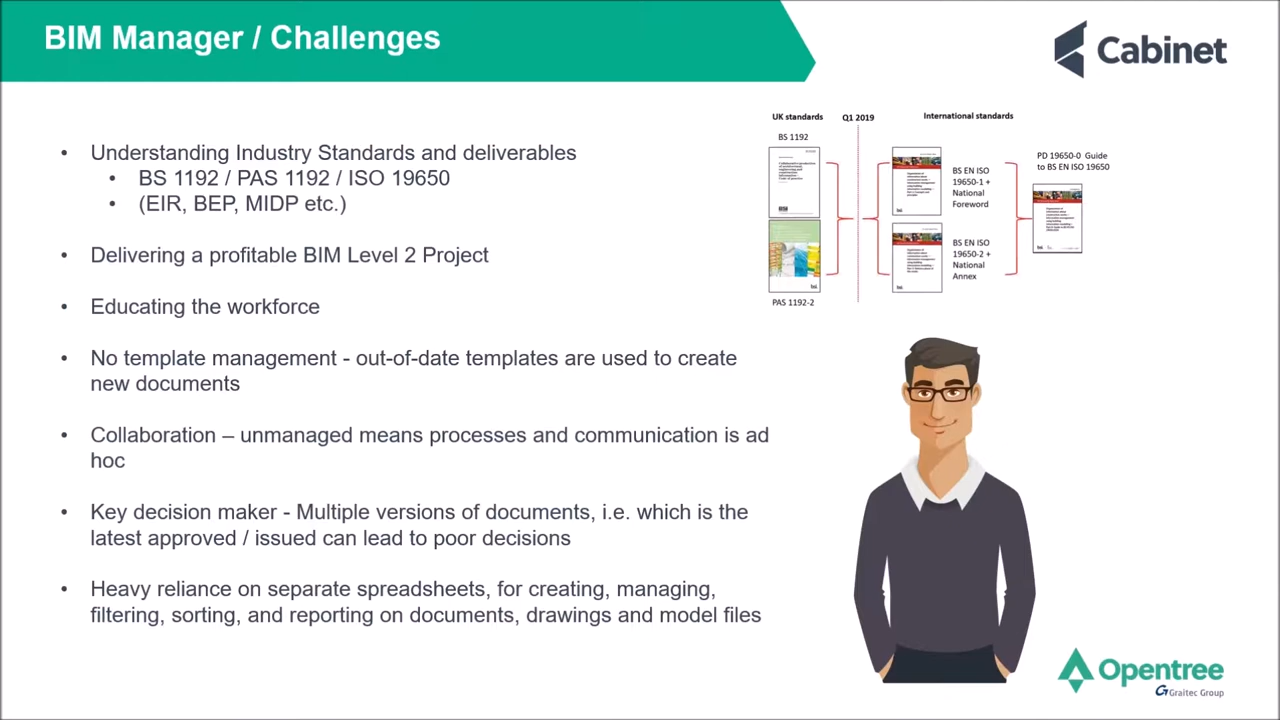 BIM Manager / Challenges
Cabinet
• Understanding Industry Standards and deliverables
• BS 1192 / PAS 1192 / ISO 19650
• (EIR, BEP, MIDP etc.)
• Delivering a profitable BIM Level 2 Project
• Educating the workforce
• No template management - out-of-date templates are used to create
new documents
• Collaboration – unmanaged means processes and communication is ad
hoc
• Key decision maker - Multiple versions of documents, i.e. which is the
latest approved / issued can lead to poor decisions
• Heavy reliance on separate spreadsheets, for creating, managing,
filtering, sorting, and reporting on documents, drawings and model files
UK standards
Q1 2019
International standards
BS 1192
PAS 1192-2
BS EN ISO
19650-1 +
National
Foreword
BS EN ISO
19650-2 +
National
Annex
PD 19650-0 Guide
to BS EN ISO 19650
Opentree
Graitec Group